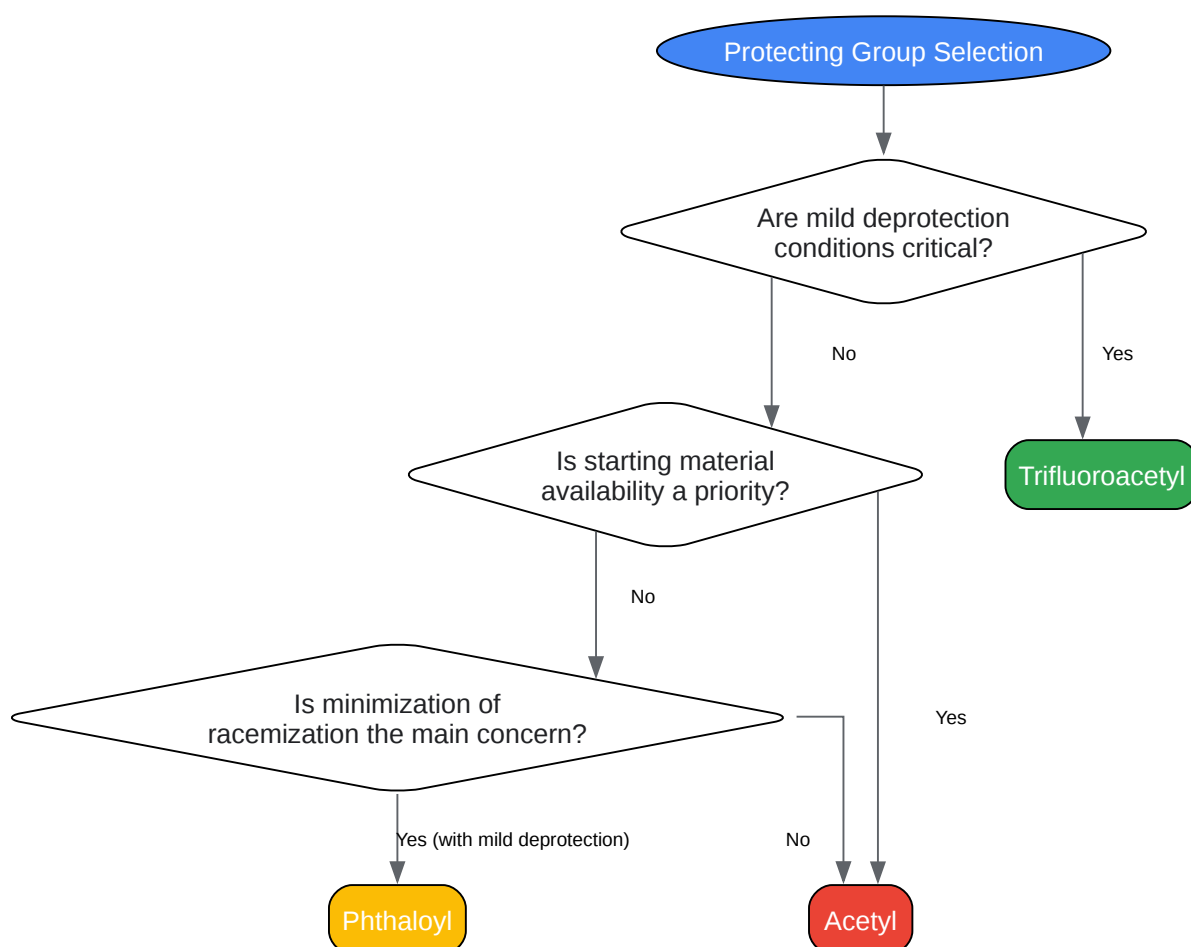 Protecting Group Selection
Are mild deprotection
conditions critical?
No
Yes
Is starting material
availability a priority?
Trifluoroacetyl
No
Is minimization of
racemization the main concern?
Yes
Yes (with mild deprotection)
No
Phthaloyl
Acetyl